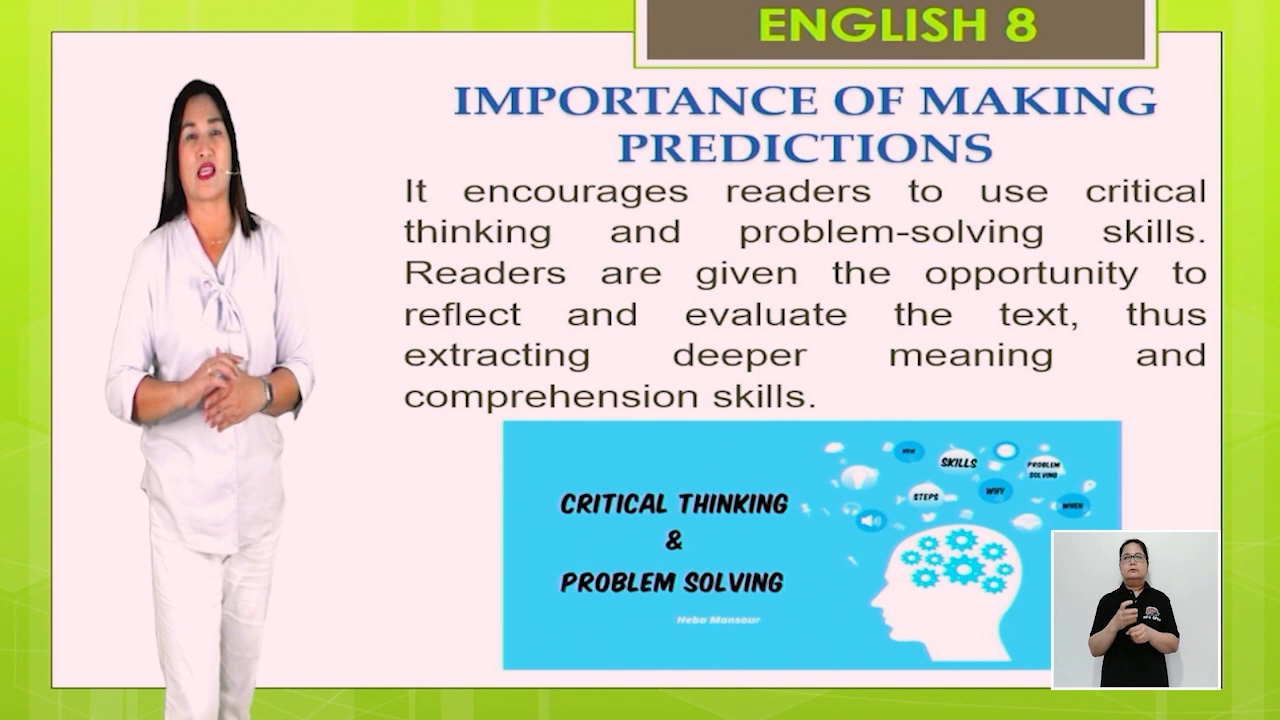 ENGLISH 8
IMPORTANCE OF MAKING
PREDICTIONS
It encourages readers to use critical
thinking and problem-solving skills.
Readers are given the opportunity to
reflect and evaluate the text, thus
extracting deeper meaning and
comprehension skills.
HOW
SKILLS
PROBLEM
SOLVING
STEPS
WHY
WHEN
CRITICAL THINKING
&
PROBLEM SOLVING
Heba Mansour